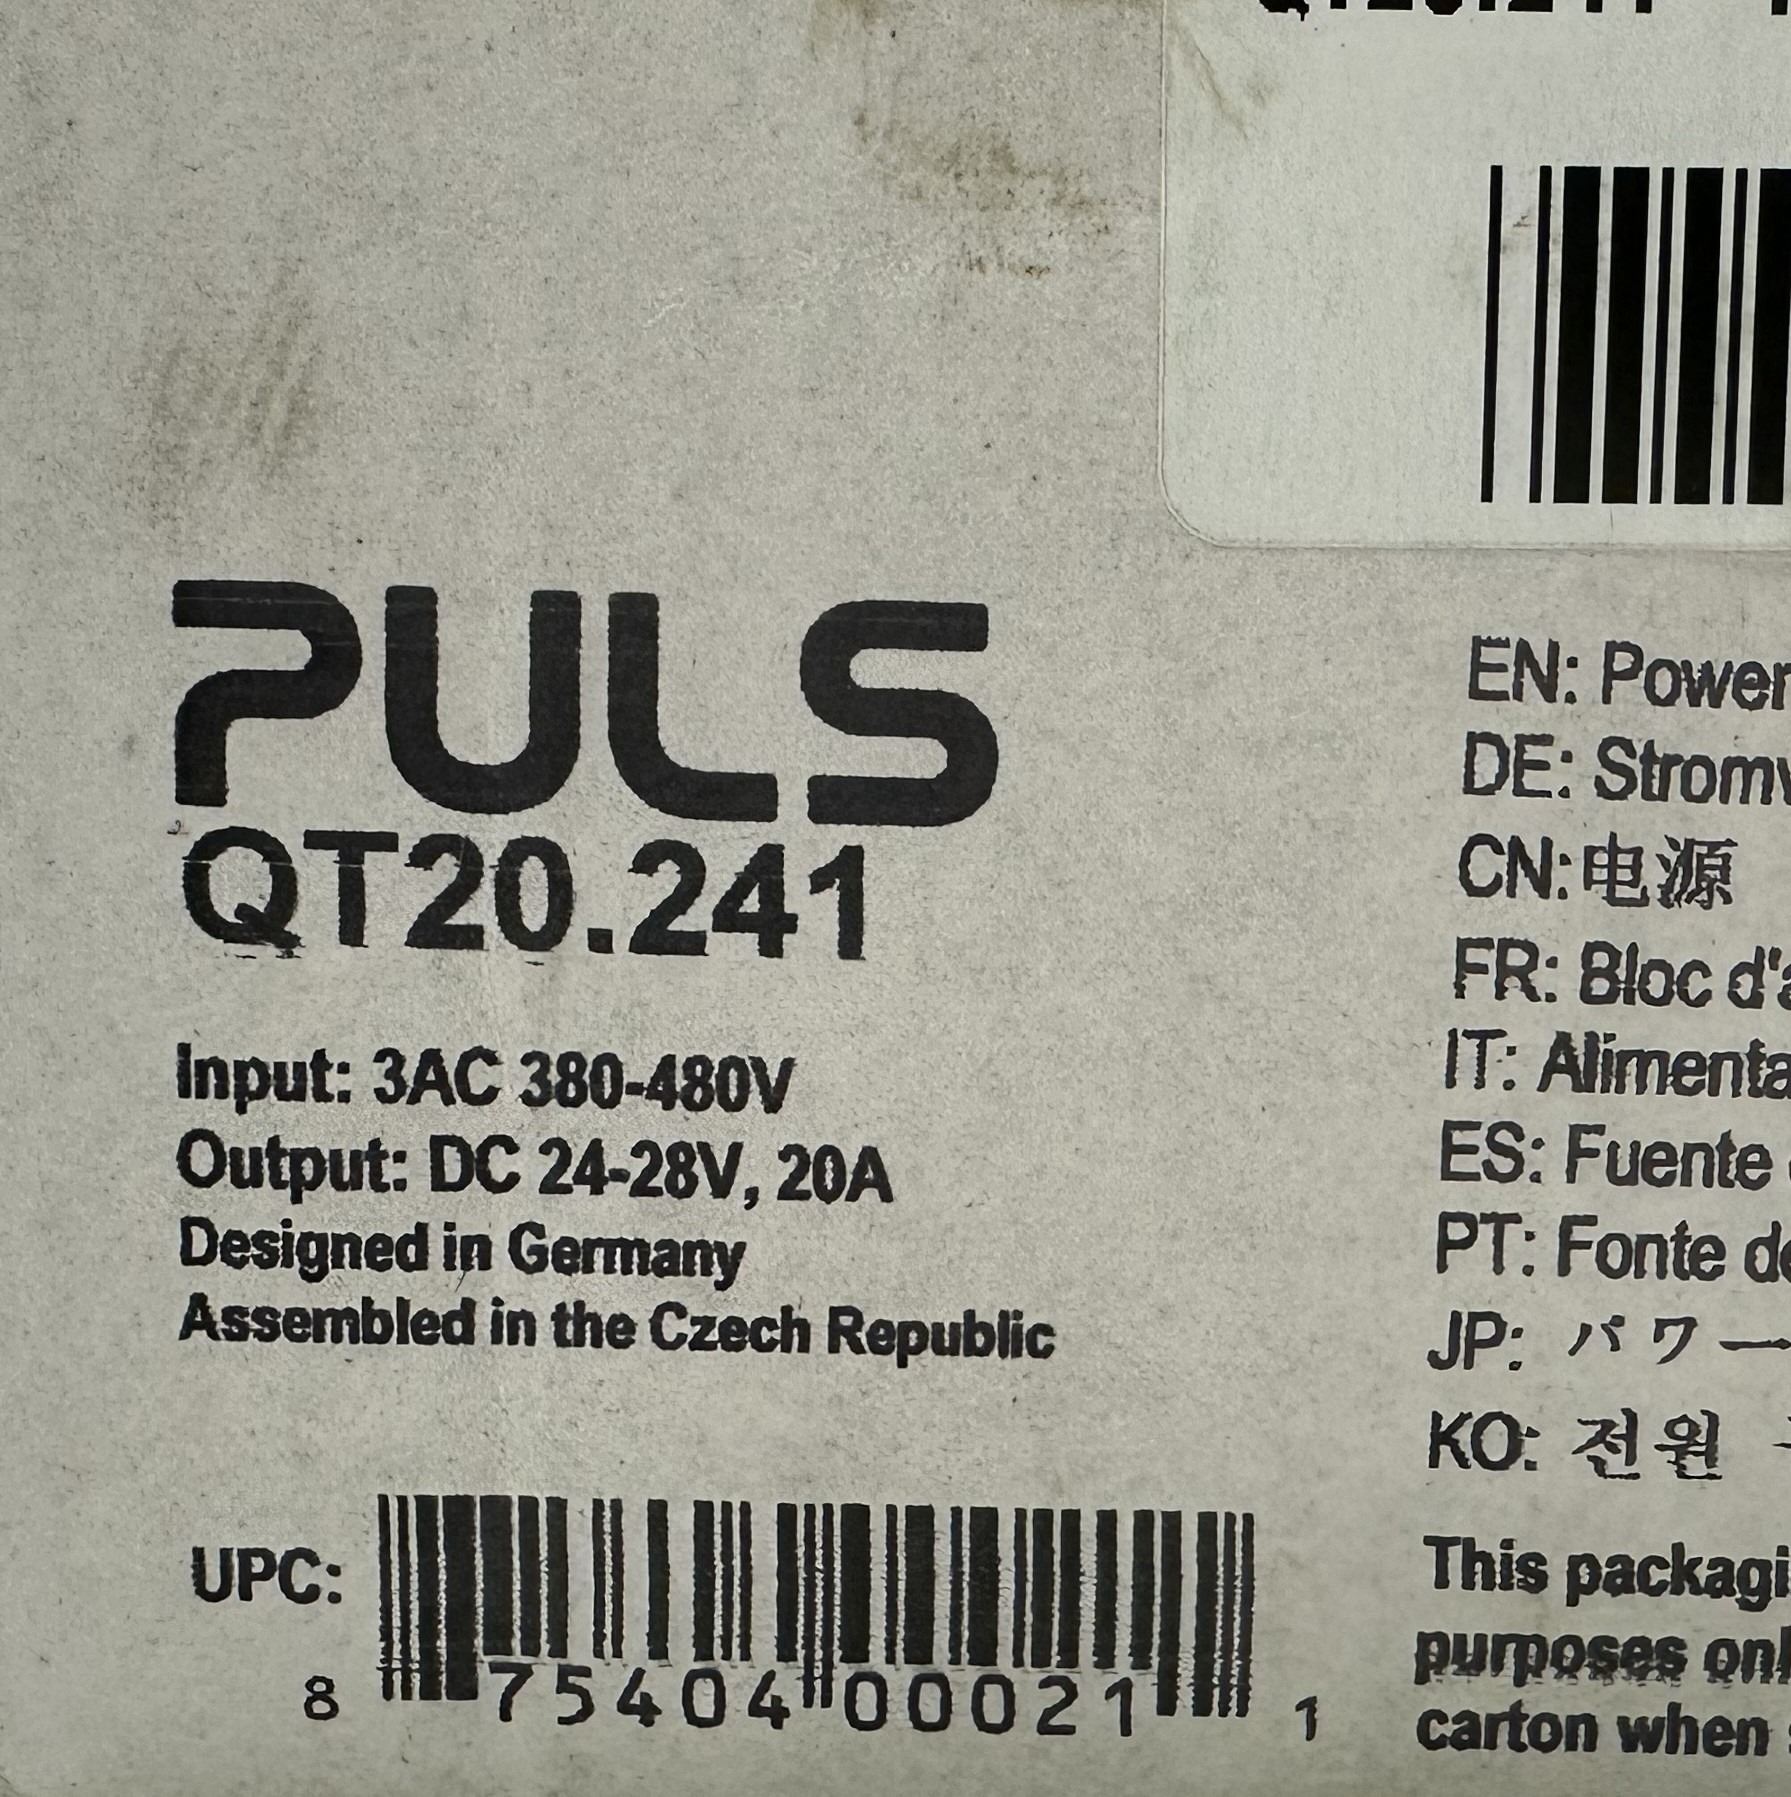 PULS
QT20.241
Input: 3AC 380-480V
Output: DC 24-28V, 20A
Designed in Germany
Assembled in the Czech Republic
UPC:
8 75404 00021 1
EN: Power
DE: Stromv
CN:电源
FR: Bloc d'a
IT: Alimenta
ES: Fuente
PT: Fonte de
JP: パワー
KO: 전원
This packagi
purposes onl
carton when